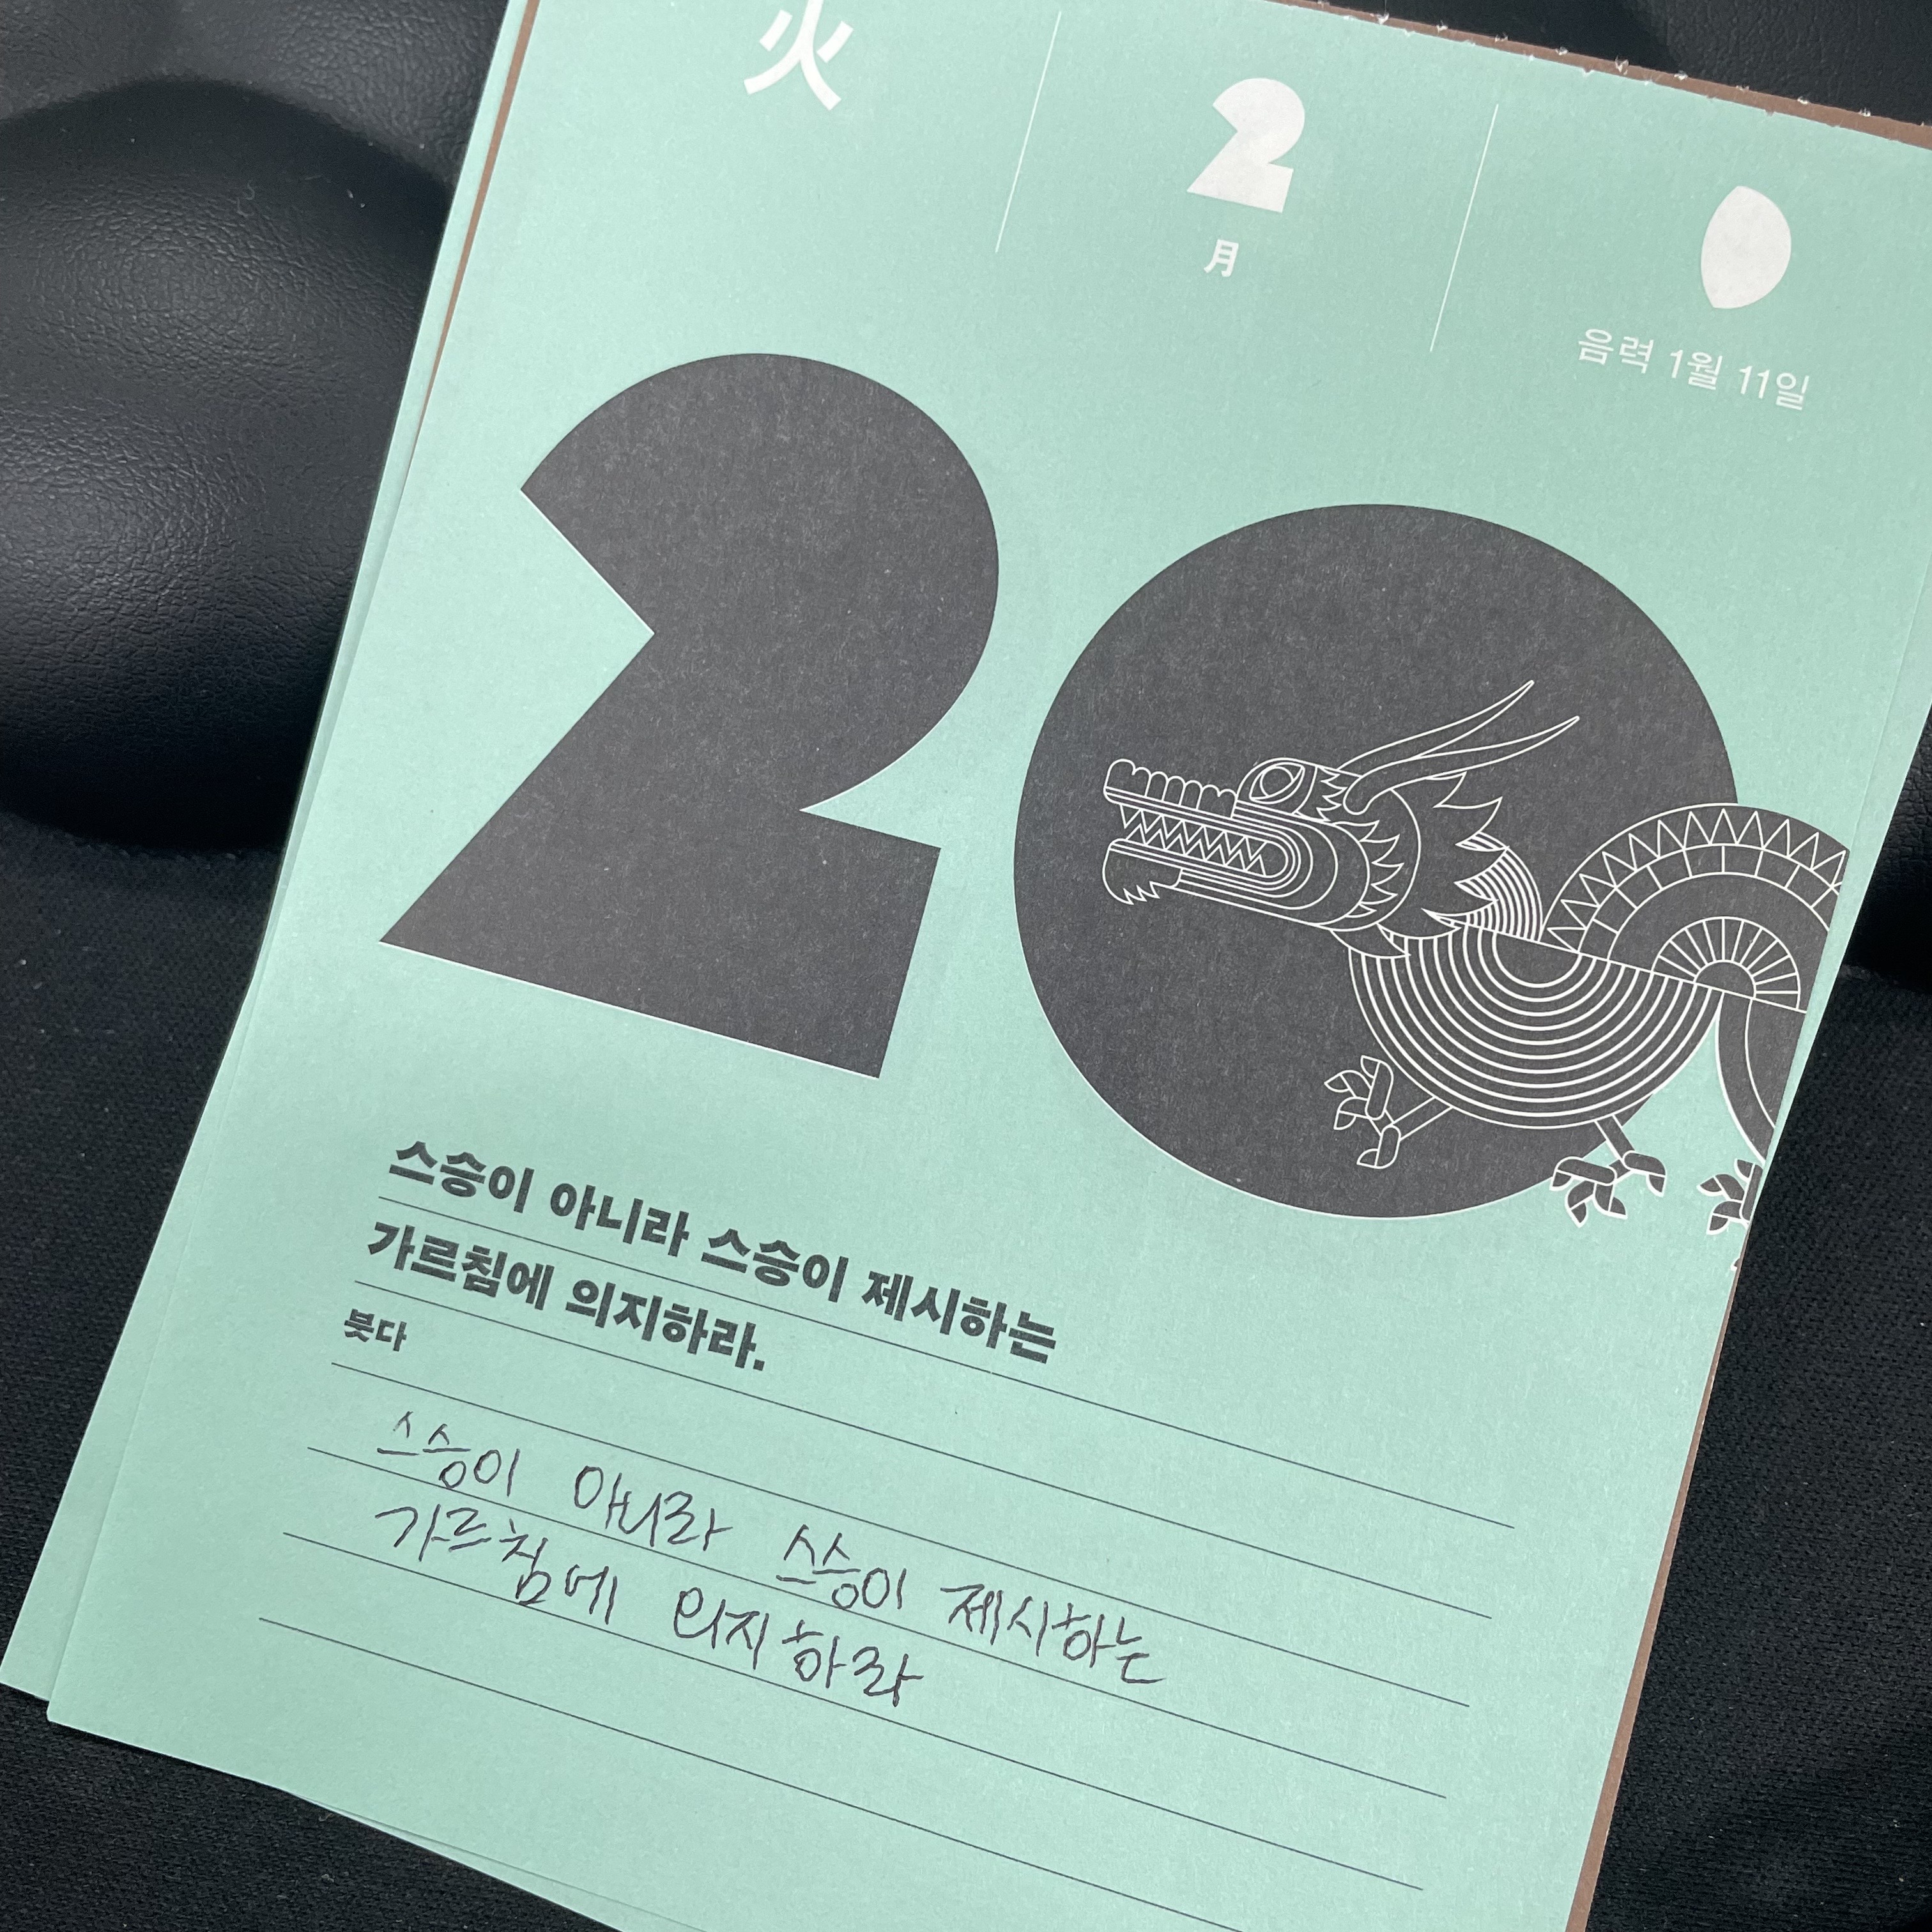 火
2
月
음력 1월 11일
20
스승이 아니라 스승이 제시하는
가르침에 의지하라.
붓다
스승이 아니라 스승이 제시하는
가르침에 의지하라